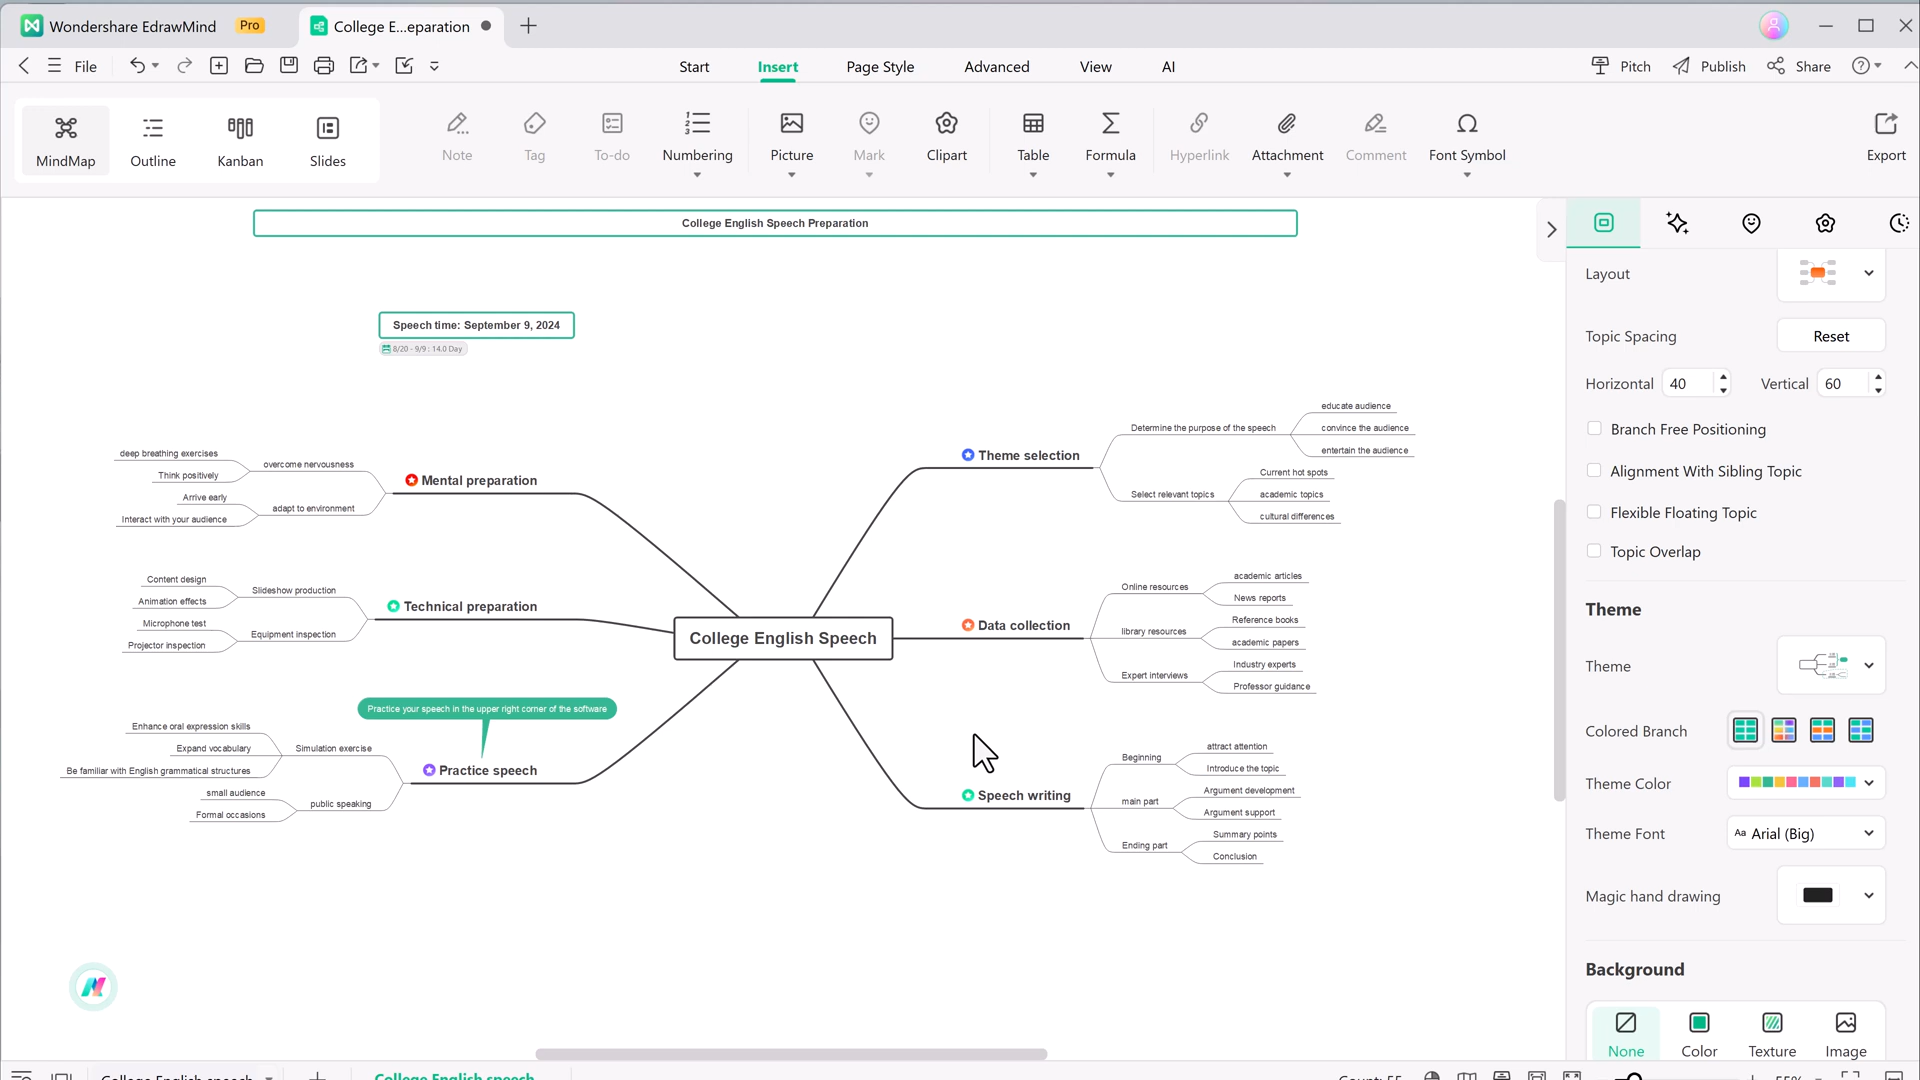 Wondershare EdrawMind Pro College E...eparation
File Start Insert Page Style Advanced View AI Pitch Publish Share
MindMap Outline Kanban Slides Note Tag To-do Numbering Picture Mark Clipart Table Formula Hyperlink Attachment Comment Font Symbol Export
College English Speech Preparation
Speech time: September 9, 2024
8/20 - 9/9 : 14.0 Day
Mental preparation
overcome nervousness
deep breathing exercises
Think positively
adapt to environment
Arrive early
Interact with your audience
Technical preparation
Slideshow production
Content design
Animation effects
Equipment inspection
Microphone test
Projector inspection
Practice your speech in the upper right corner of the software
Practice speech
Simulation exercise
Enhance oral expression skills
Expand vocabulary
Be familiar with English grammatical structures
public speaking
small audience
Formal occasions
College English Speech
Theme selection
Determine the purpose of the speech
educate audience
convince the audience
entertain the audience
Select relevant topics
Current hot spots
academic topics
cultural differences
Data collection
Online resources
academic articles
News reports
library resources
Reference books
academic papers
Expert interviews
Industry experts
Professor guidance
Speech writing
Beginning
attract attention
Introduce the topic
main part
Argument development
Argument support
Ending part
Summary points
Conclusion
Layout
Topic Spacing Reset
Horizontal 40 Vertical 60
Branch Free Positioning
Alignment With Sibling Topic
Flexible Floating Topic
Topic Overlap
Theme
Theme
Colored Branch
Theme Color
Theme Font Aa Arial (Big)
Magic hand drawing
Background
None Color Texture Image
College English speech College English speech Count: 55 55%